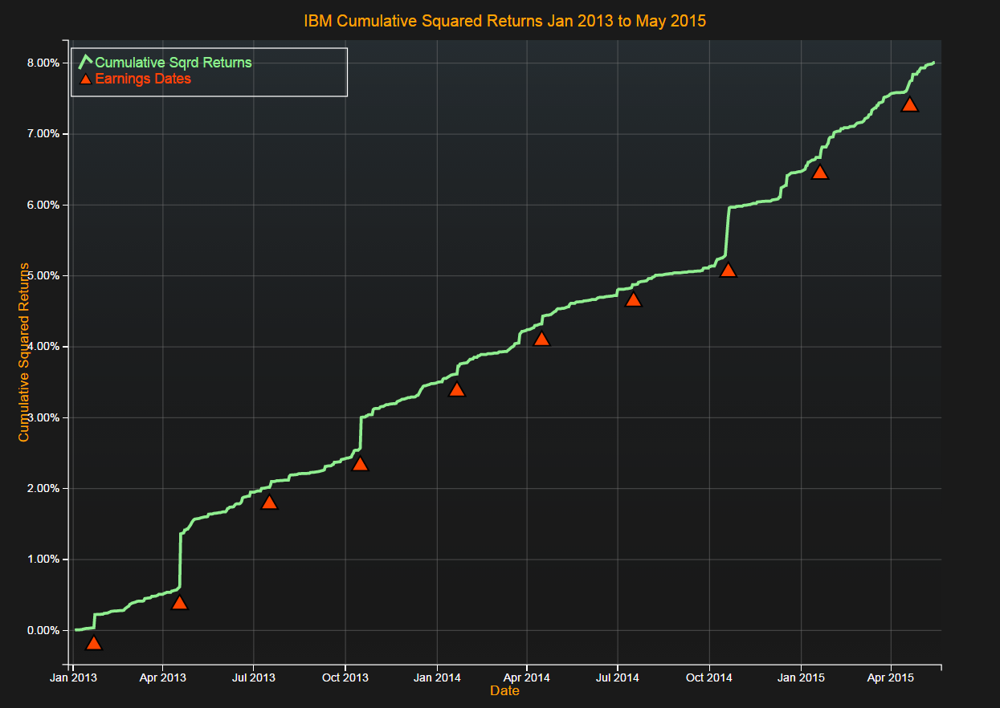 IBM Cumulative Squared Returns Jan 2013 to May 2015
Cumulative Sqrd Returns
Earnings Dates
8.00%
7.00%
6.00%
5.00%
4.00%
3.00%
2.00%
1.00%
0.00%
Cumulative Squared Returns
Jan 2013 Apr 2013 Jul 2013 Oct 2013 Jan 2014 Apr 2014 Jul 2014 Oct 2014 Jan 2015 Apr 2015
Date